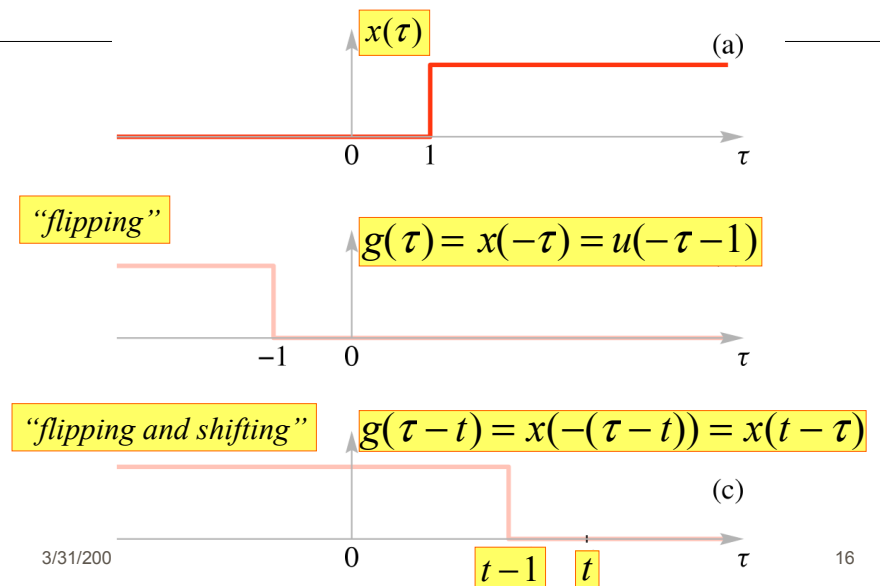 x(τ)
(a)
0 1 τ
“flipping”
g(τ) = x(−τ) = u(−τ −1)
−1 0 τ
“flipping and shifting”
g(τ − t) = x(−(τ − t)) = x(t − τ)
(c)
3/31/200 0 t −1 t τ 16